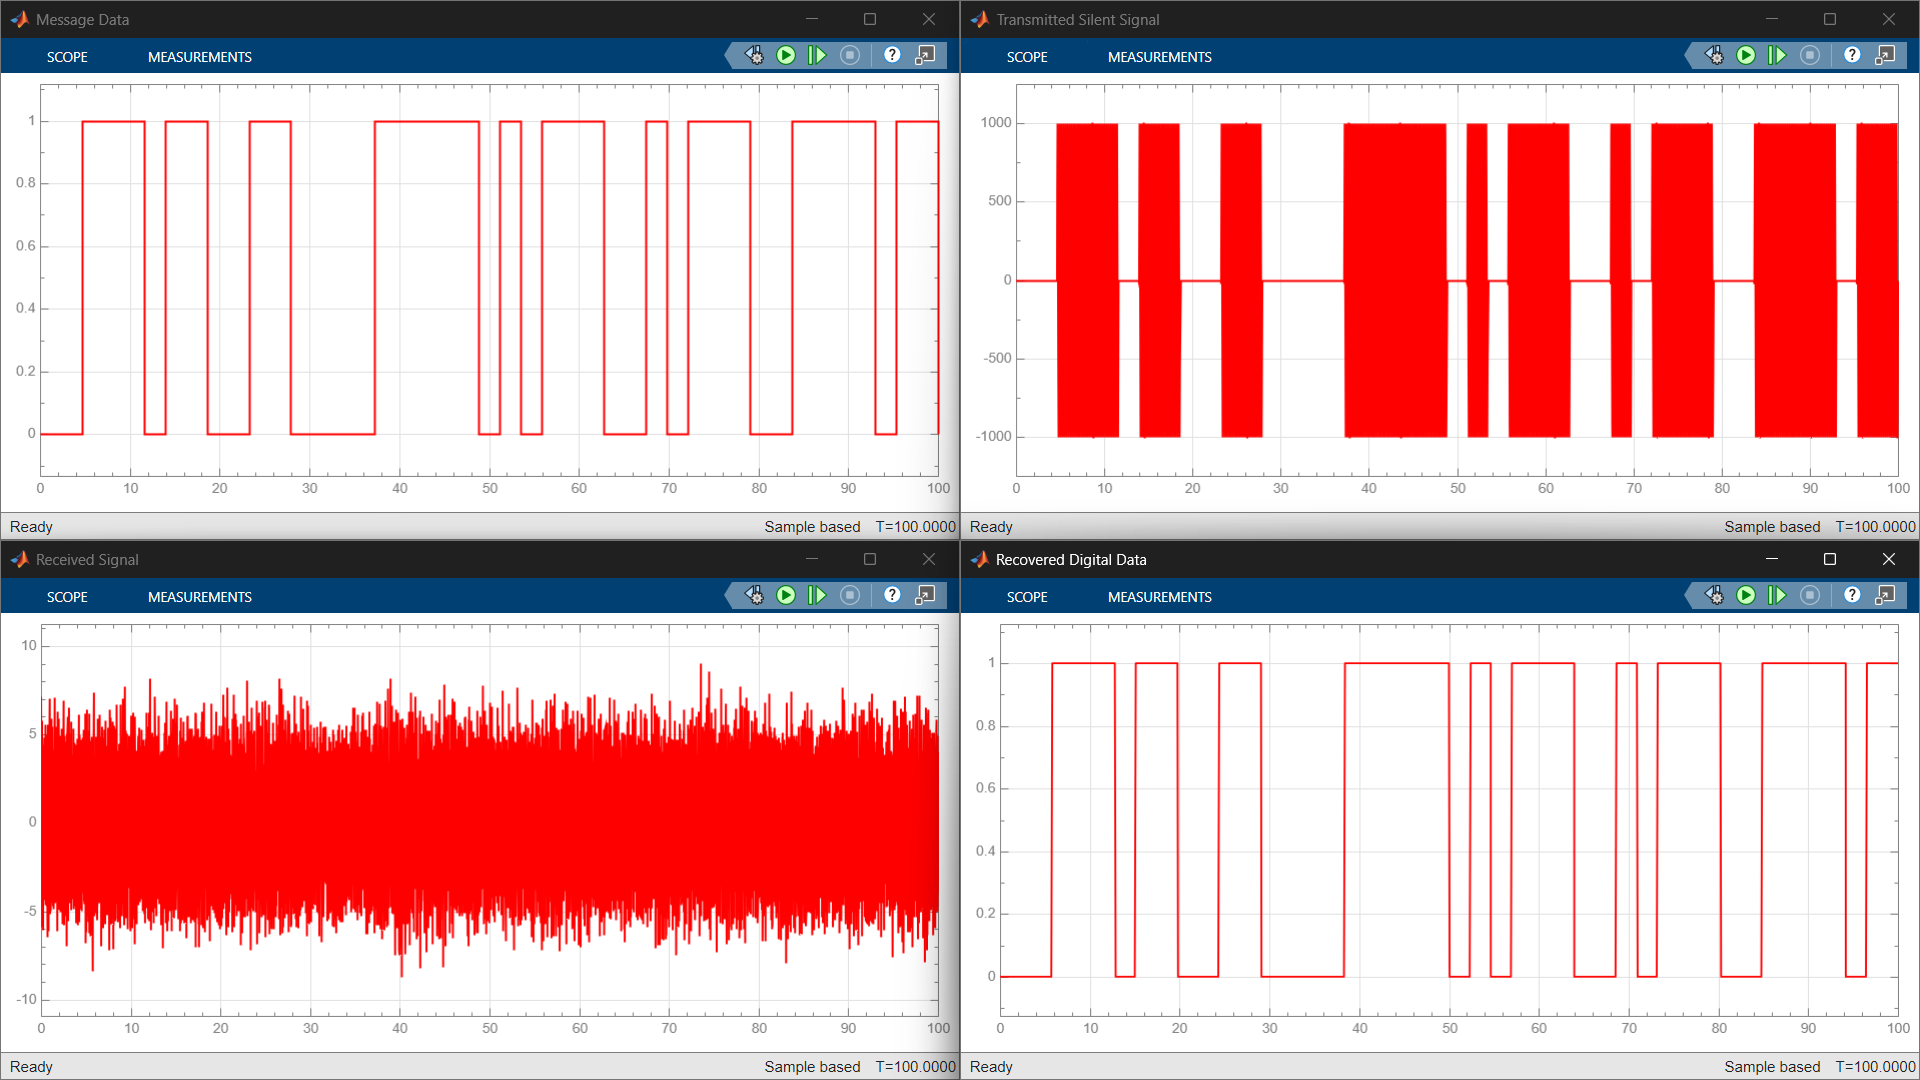 Message Data
SCOPE MEASUREMENTS
1
0.8
0.6
0.4
0.2
0
0 10 20 30 40 50 60 70 80 90 100
Ready Sample based T=100.0000
Transmitted Silent Signal
SCOPE MEASUREMENTS
1000
500
0
-500
-1000
0 10 20 30 40 50 60 70 80 90 100
Ready Sample based T=100.0000
Received Signal
SCOPE MEASUREMENTS
10
5
0
-5
-10
0 10 20 30 40 50 60 70 80 90 100
Ready Sample based T=100.0000
Recovered Digital Data
SCOPE MEASUREMENTS
1
0.8
0.6
0.4
0.2
0
0 10 20 30 40 50 60 70 80 90 100
Ready Sample based T=100.0000